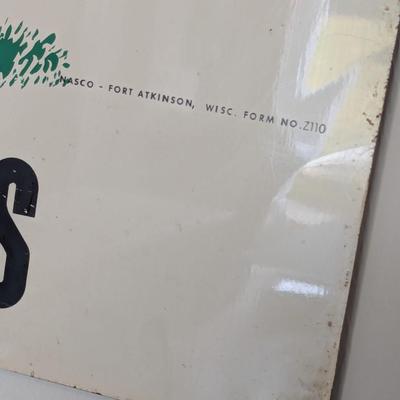 NASCO - FORT ATKINSON, WISC. FORM NO. Z110
S